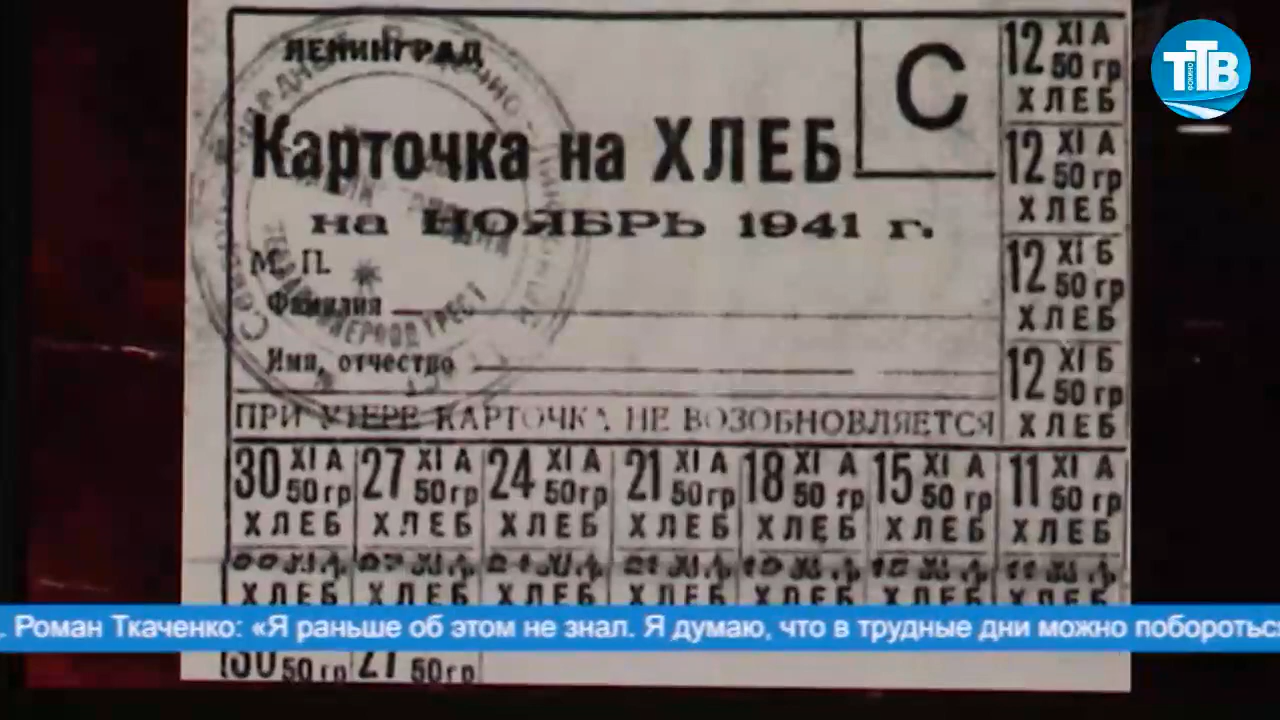 ЛЕНИНГРАД
С
Карточка на ХЛЕБ
на НОЯБРЬ 1941 г.
М. П.
Фамилия
Имя, отчество
ПРИ УТЕРЕ КАРТОЧКА НЕ ВОЗОБНОВЛЯЕТСЯ
12 XI А
50 гр
ХЛЕБ
12 XI А
50 гр
ХЛЕБ
12 XI Б
50 гр
ХЛЕБ
12 XI Б
50 гр
ХЛЕБ
30 XI А 27 XI А 24 XI А 21 XI А 18 XI А 15 XI А 11 XI А
50 гр 50 гр 50 гр 50 гр 50 гр 50 гр 50 гр
ХЛЕБ ХЛЕБ ХЛЕБ ХЛЕБ ХЛЕБ ХЛЕБ ХЛЕБ
ХЛЕБ ХЛЕБ ХЛЕБ ХЛЕБ ХЛЕБ ХЛЕБ ХЛЕБ
. Роман Ткаченко: «Я раньше об этом не знал. Я думаю, что в трудные дни можно побороться
30 50 гр 27 50 гр
ТТВ